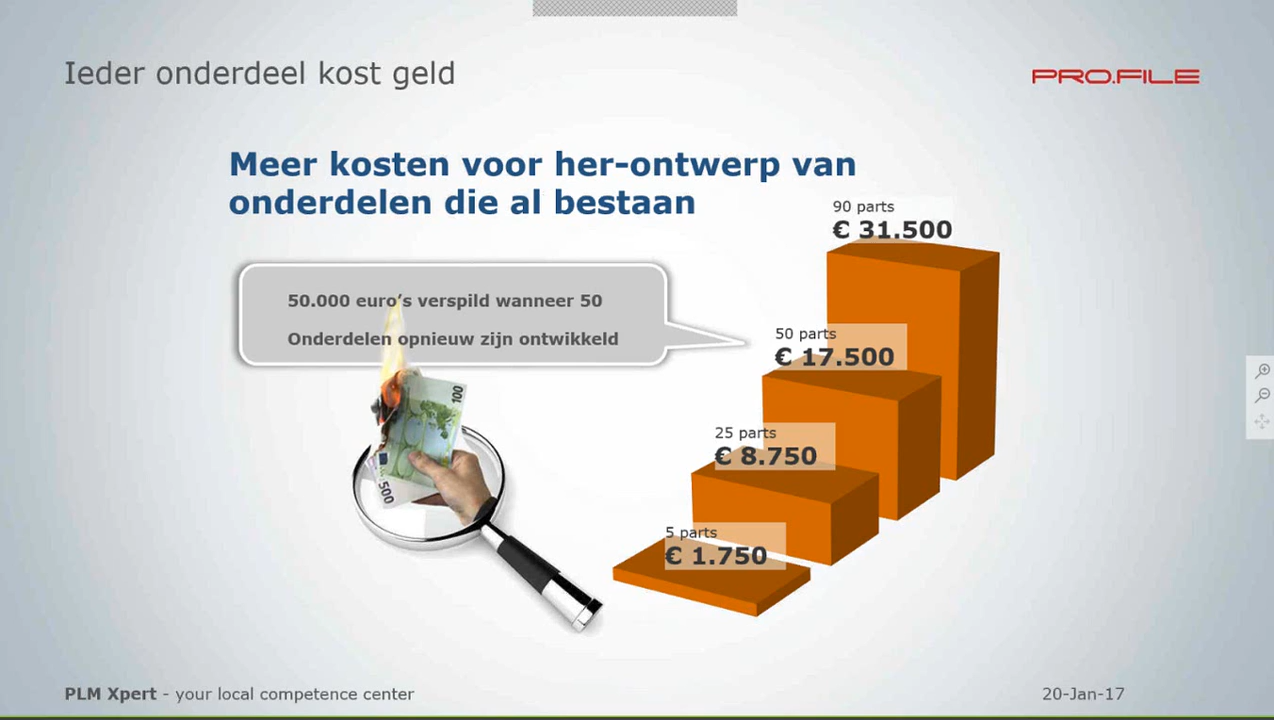 Ieder onderdeel kost geld
PRO.FILE
Meer kosten voor her-ontwerp van
onderdelen die al bestaan
90 parts
€ 31.500
50.000 euro's verspild wanneer 50
Onderdelen opnieuw zijn ontwikkeld
50 parts
€ 17.500
100
25 parts
€ 8.750
500
5 parts
€ 1.750
PLM Xpert - your local competence center
20-Jan-17